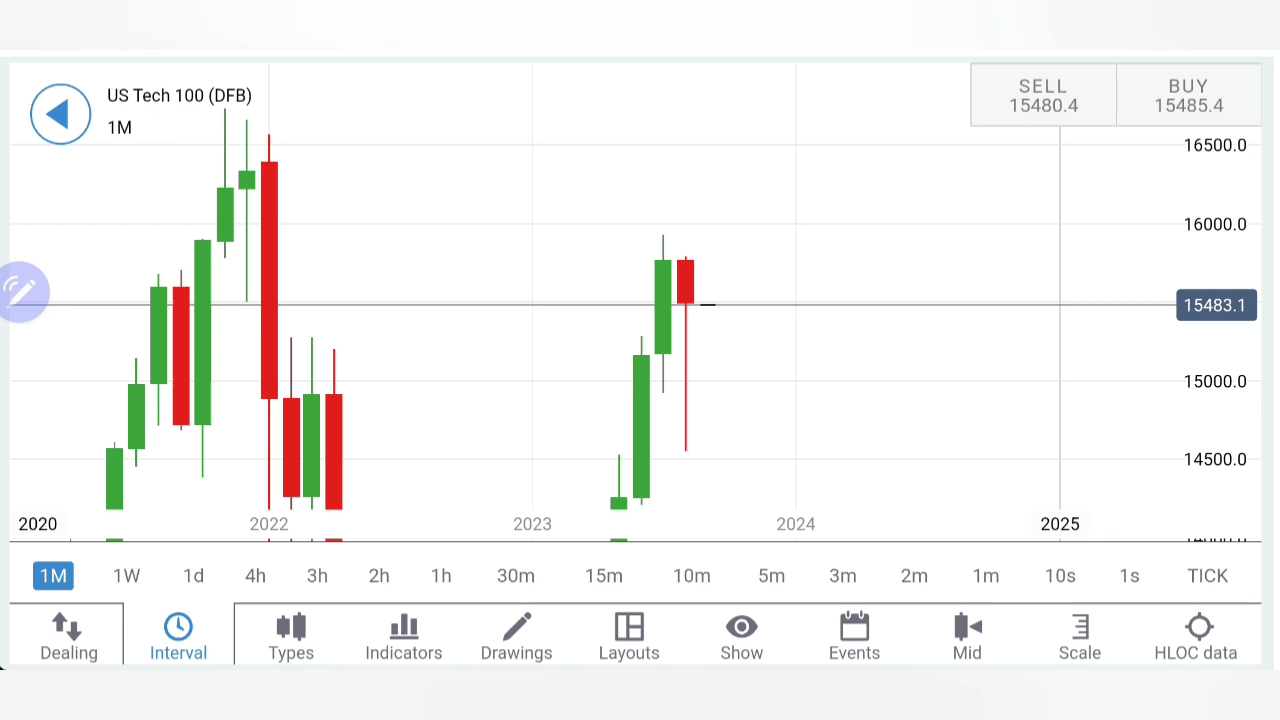 US Tech 100 (DFB)
1M
SELL
15480.4
BUY
15485.4
16500.0
16000.0
15483.1
15000.0
14500.0
2020
2022
2023
2024
2025
1M 1W 1d 4h 3h 2h 1h 30m 15m 10m 5m 3m 2m 1m 10s 1s TICK
Dealing Interval Types Indicators Drawings Layouts Show Events Mid Scale HLOC data